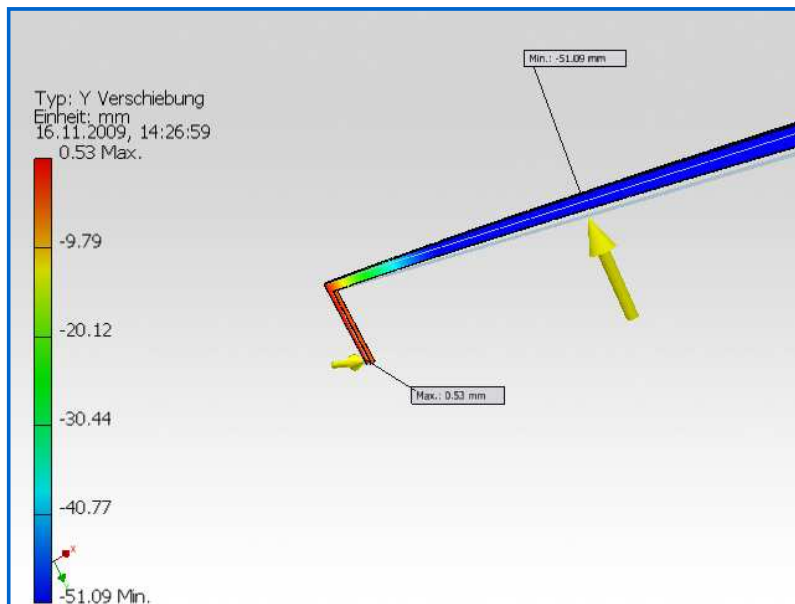 Min.: -51.09 mm
Typ: Y Verschiebung
Einheit: mm
16.11.2009, 14:26:59
0.53 Max.
-9.79
-20.12
-30.44
Max.: 0.53 mm
-40.77
X
-51.09 Min.